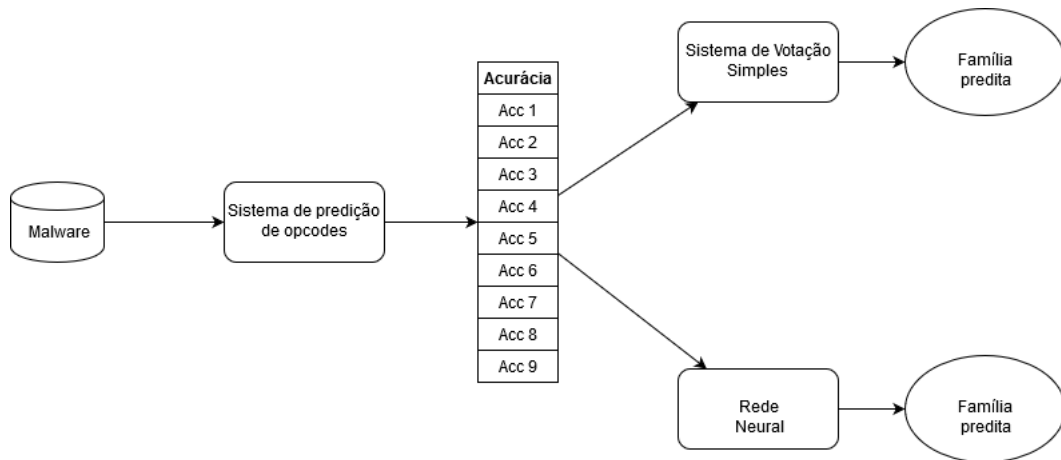 Malware
Sistema de predição
de opcodes
Acurácia
Acc 1
Acc 2
Acc 3
Acc 4
Acc 5
Acc 6
Acc 7
Acc 8
Acc 9
Sistema de Votação
Simples
Família
predita
Rede
Neural
Família
predita